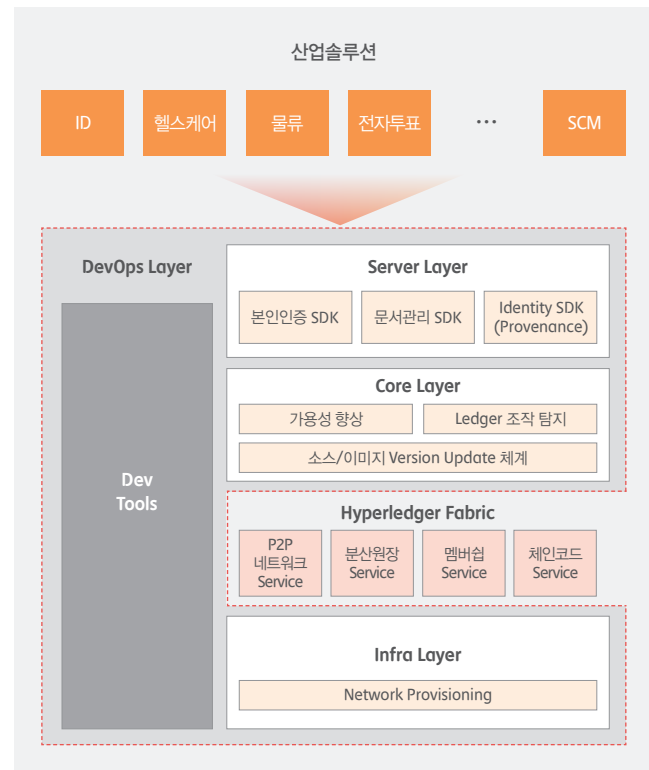 산업솔루션
ID
헬스케어
물류
전자투표
...
SCM
DevOps Layer
Dev
Tools
Server Layer
본인인증 SDK
문서관리 SDK
Identity SDK
(Provenance)
Core Layer
가용성 향상
Ledger 조작 탐지
소스/이미지 Version Update 체계
Hyperledger Fabric
P2P
네트워크
Service
분산원장
Service
멤버쉽
Service
체인코드
Service
Infra Layer
Network Provisioning